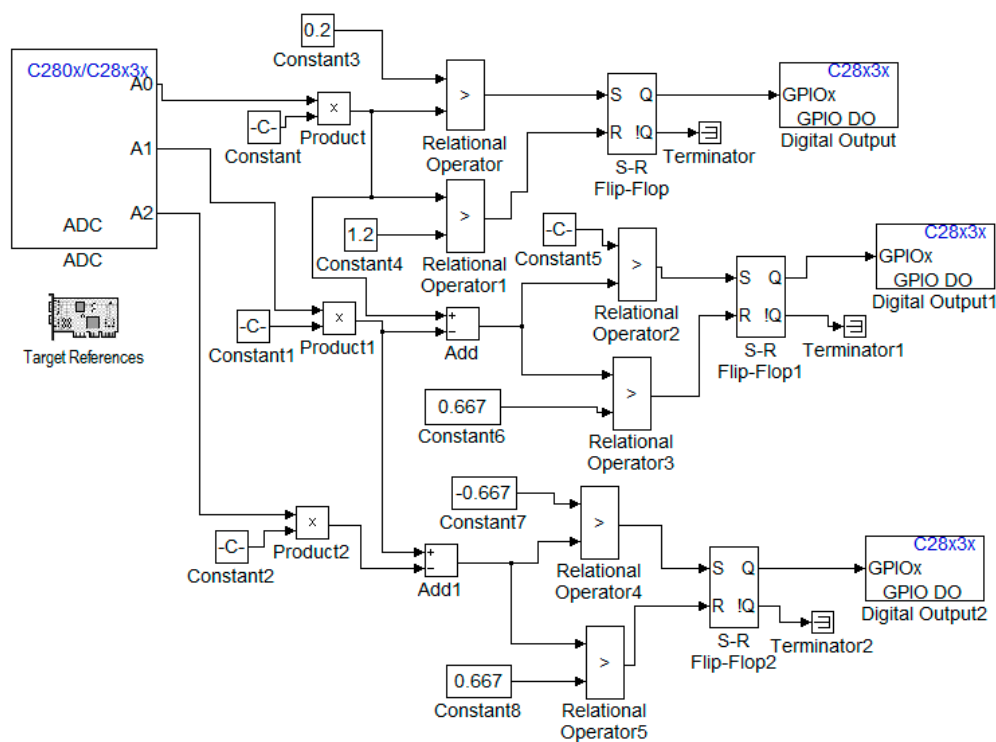 0.2
Constant3
C280x/C28x3x
A0
A1
A2
ADC
ADC
-C-
Constant
x
Product
>
Relational
Operator
S Q
R !Q
S-R
Flip-Flop
C28x3x
GPIOx
GPIO DO
Digital Output
Terminator
1.2
Constant4
>
Relational
Operator1
-C-
Constant5
>
Relational
Operator2
S Q
R !Q
S-R
Flip-Flop1
C28x3x
GPIOx
GPIO DO
Digital Output1
Terminator1
Target References
-C-
Constant1
x
Product1
+
−
Add
0.667
Constant6
>
Relational
Operator3
-C-
Constant2
x
Product2
+
−
Add1
-0.667
Constant7
>
Relational
Operator4
S Q
R !Q
S-R
Flip-Flop2
C28x3x
GPIOx
GPIO DO
Digital Output2
Terminator2
0.667
Constant8
>
Relational
Operator5